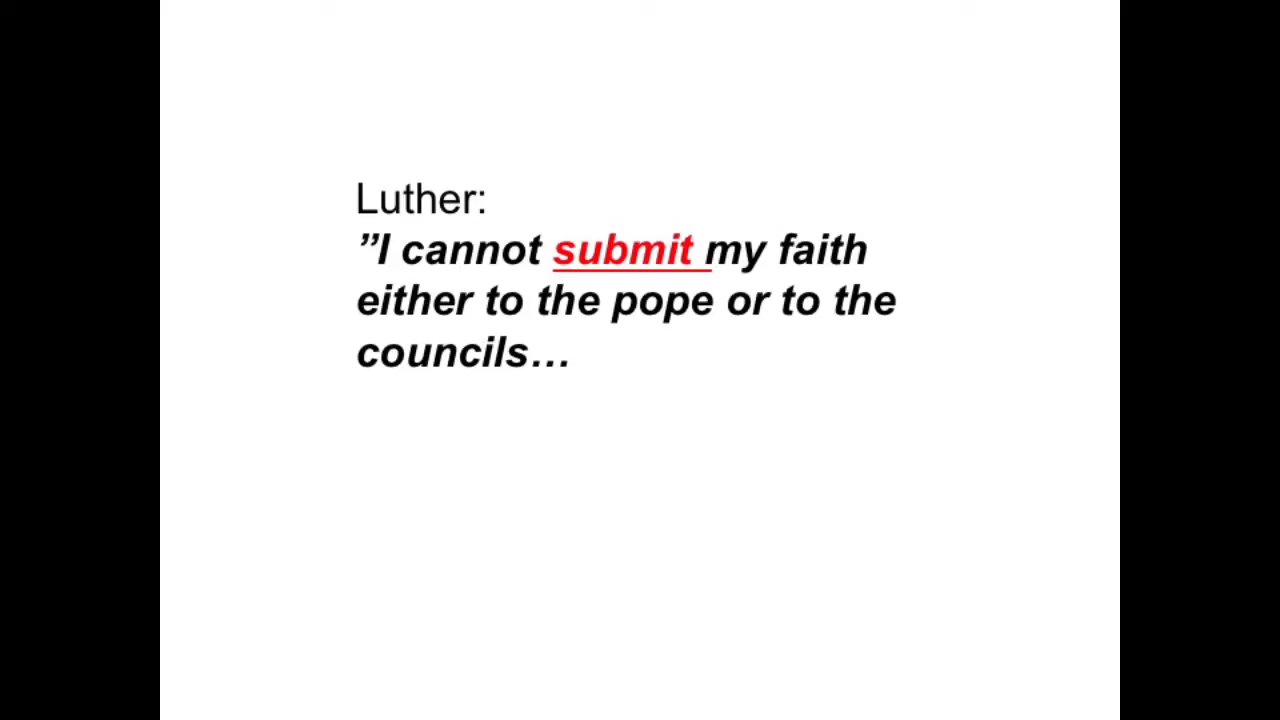 Luther:
”I cannot submit my faith
either to the pope or to the
councils…